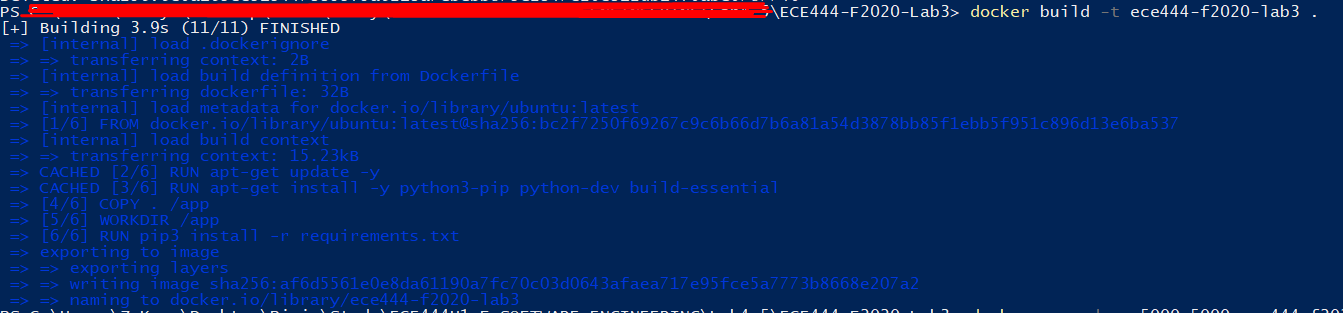 PS \ECE444-F2020-Lab3> docker build -t ece444-f2020-lab3 .
[+] Building 3.9s (11/11) FINISHED
=> [internal] load .dockerignore
=> => transferring context: 2B
=> [internal] load build definition from Dockerfile
=> => transferring dockerfile: 32B
=> [internal] load metadata for docker.io/library/ubuntu:latest
=> [1/6] FROM docker.io/library/ubuntu:latest@sha256:bc2f7250f69267c9c6b66d7b6a81a54d3878bb85f1ebb5f951c896d13e6ba537
=> [internal] load build context
=> => transferring context: 15.23kB
=> CACHED [2/6] RUN apt-get update -y
=> CACHED [3/6] RUN apt-get install -y python3-pip python-dev build-essential
=> [4/6] COPY . /app
=> [5/6] WORKDIR /app
=> [6/6] RUN pip3 install -r requirements.txt
=> exporting to image
=> => exporting layers
=> => writing image sha256:af6d5561e0e8da61190a7fc70c03d0643afaea717e95fce5a7773b8668e207a2
=> => naming to docker.io/library/ece444-f2020-lab3